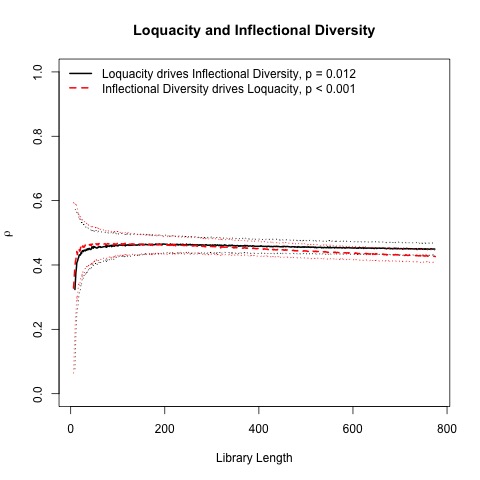 Loquacity and Inflectional Diversity
Loquacity drives Inflectional Diversity, p = 0.012
Inflectional Diversity drives Loquacity, p < 0.001
1.0
0.8
0.6
0.4
0.2
0.0
ρ
0
200
400
600
800
Library Length